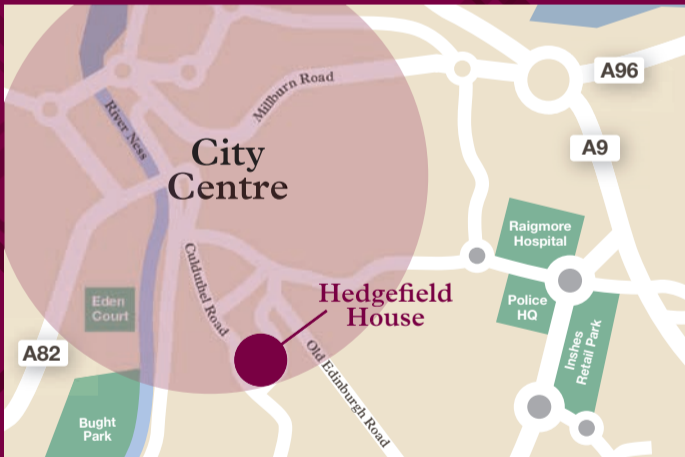 A96
Millburn Road
River Ness
A9
City
Centre
Raigmore
Hospital
Culduthel Road
Hedgefield
House
Eden
Court
Police
HQ
A82
Old Edinburgh Road
Inshes
Retail Park
Bught
Park